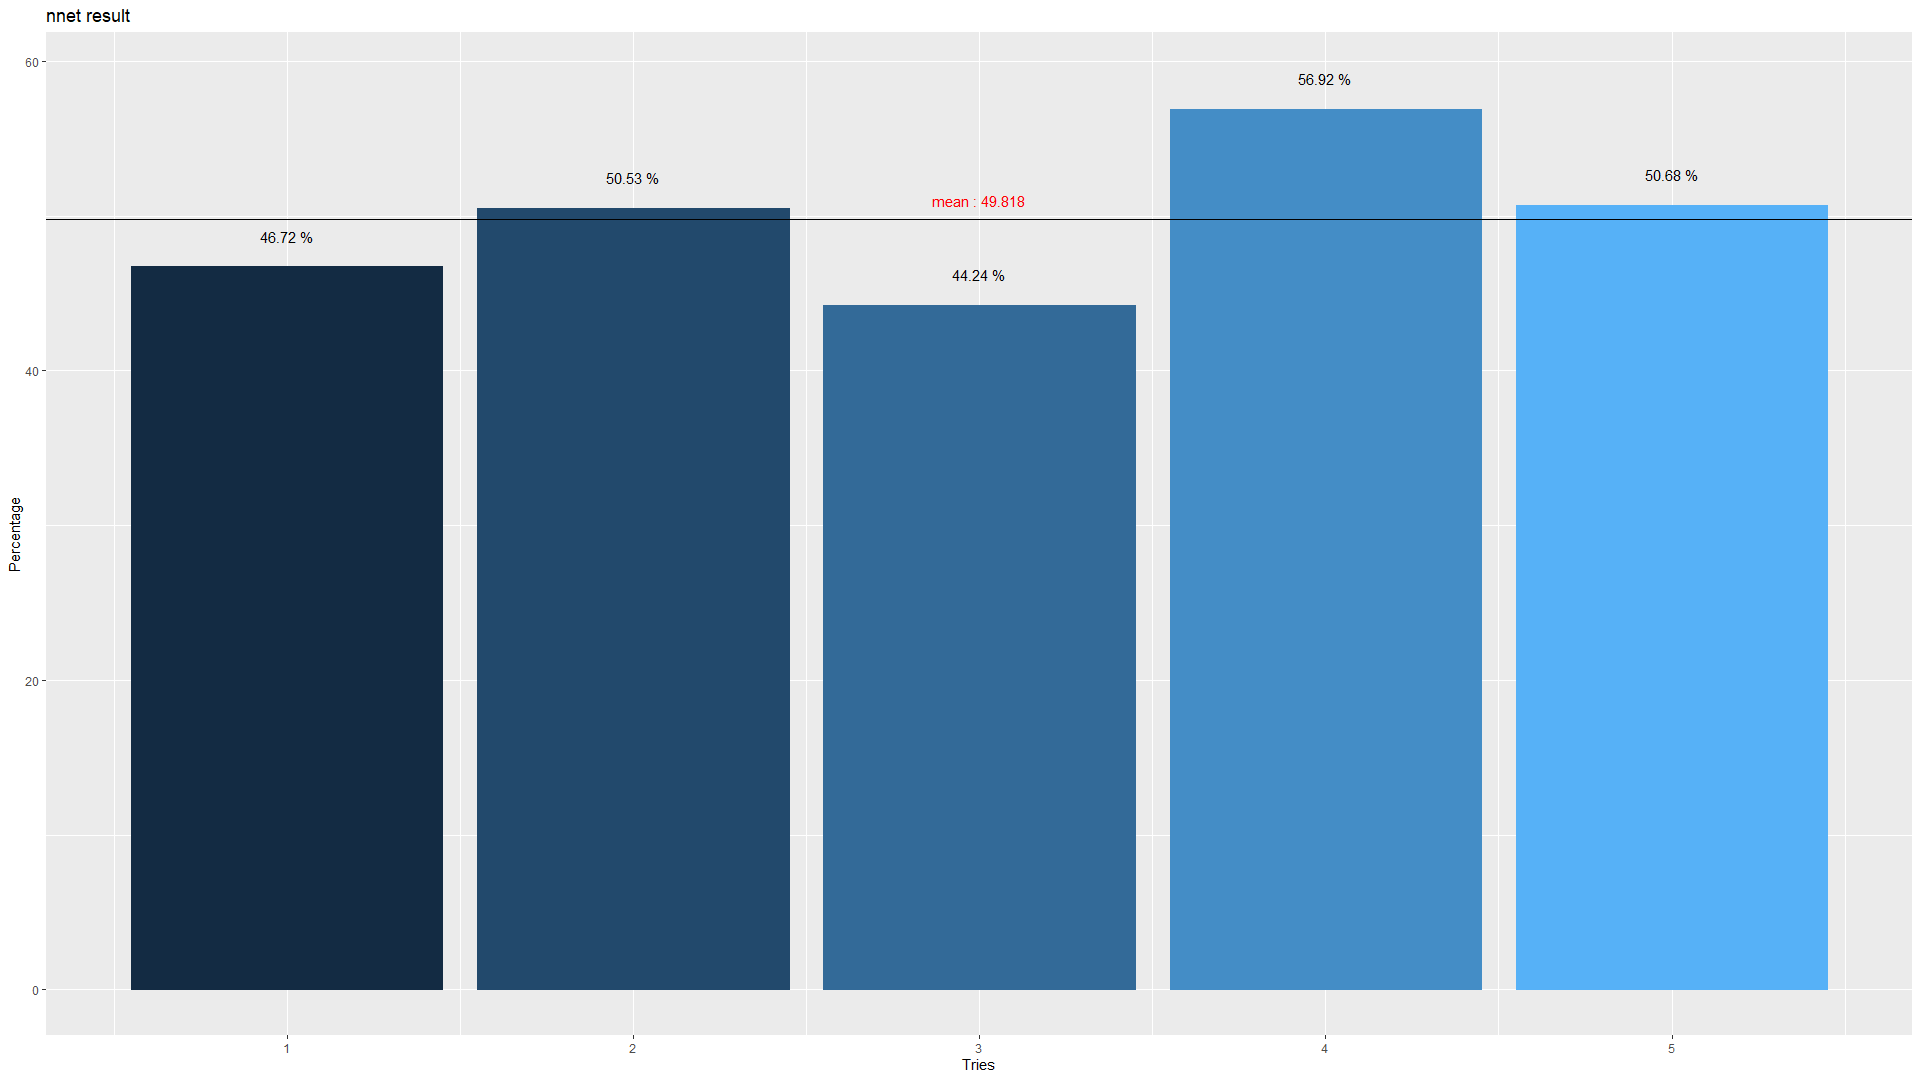 nnet result
60
40
20
0
Percentage
46.72 %
50.53 %
mean : 49.818
44.24 %
56.92 %
50.68 %
1 2 3 4 5
Tries